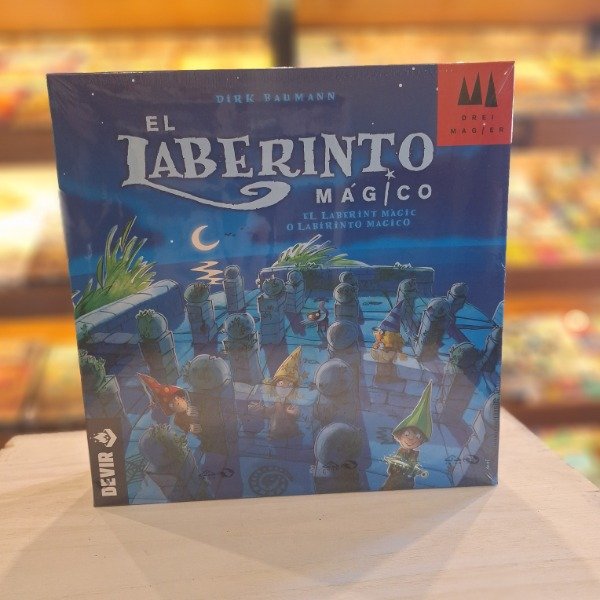 DIRK BAUMANN
EL
LABERINTO
MÁGICO
EL LABERINT MÀGIC
O LABIRINTO MÁGICO
DREI
MAGIER
DEVIR